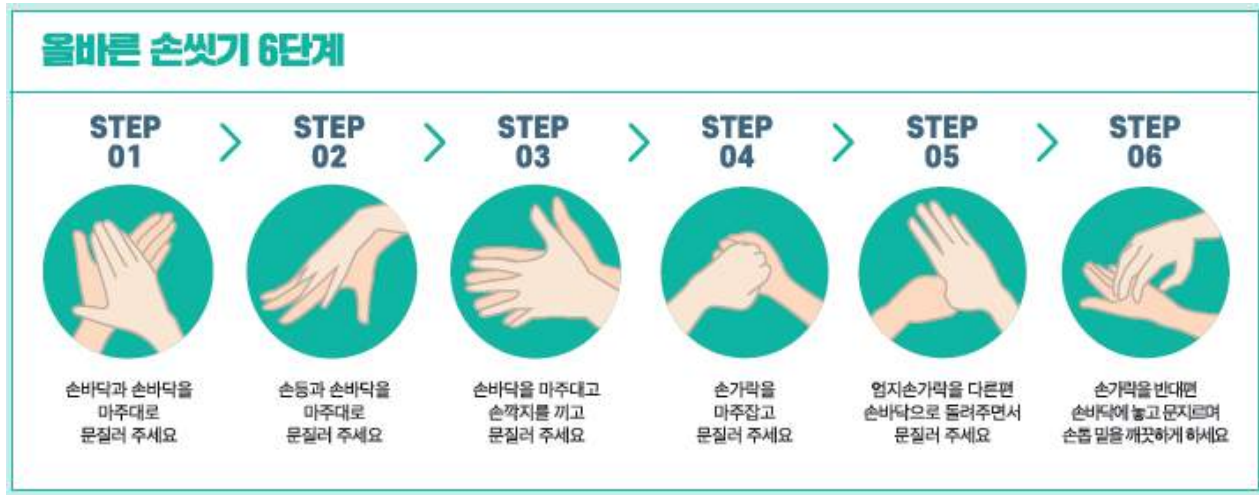 올바른 손씻기 6단계
STEP
01
STEP
02
STEP
03
STEP
04
STEP
05
STEP
06
손바닥과 손바닥을
마주대로
문질러 주세요
손등과 손바닥을
마주대로
문질러 주세요
손바닥을 마주대고
손깍지를 끼고
문질러 주세요
손가락을
마주잡고
문질러 주세요
엄지손가락을 다른편
손바닥으로 돌려주면서
문질러 주세요
손가락을 반대편
손바닥에 놓고 문지르며
손톱 밑을 깨끗하게 하세요